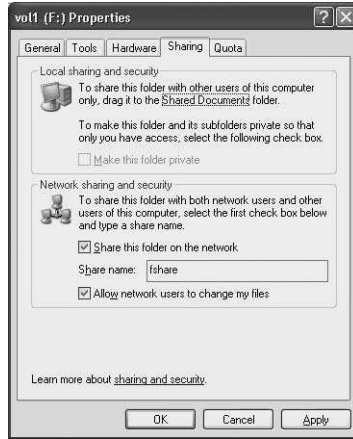 vol1 (F:) Properties
General Tools Hardware Sharing Quota
Local sharing and security
To share this folder with other users of this computer
only, drag it to the Shared Documents folder.
To make this folder and its subfolders private so that
only you have access, select the following check box.
Make this folder private
Network sharing and security
To share this folder with both network users and other
users of this computer, select the first check box below
and type a share name.
Share this folder on the network
Share name: fshare
Allow network users to change my files
Learn more about sharing and security.
OK Cancel Apply